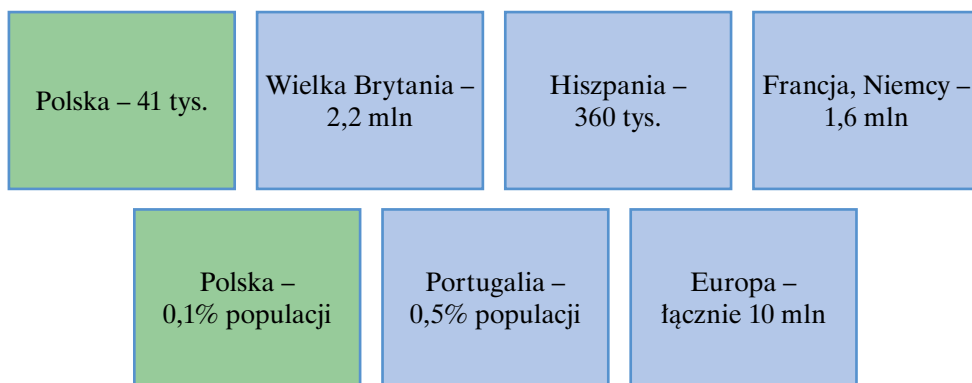 Polska – 41 tys.
Wielka Brytania –
2,2 mln
Hiszpania –
360 tys.
Francja, Niemcy –
1,6 mln
Polska –
0,1% populacji
Portugalia –
0,5% populacji
Europa –
łącznie 10 mln